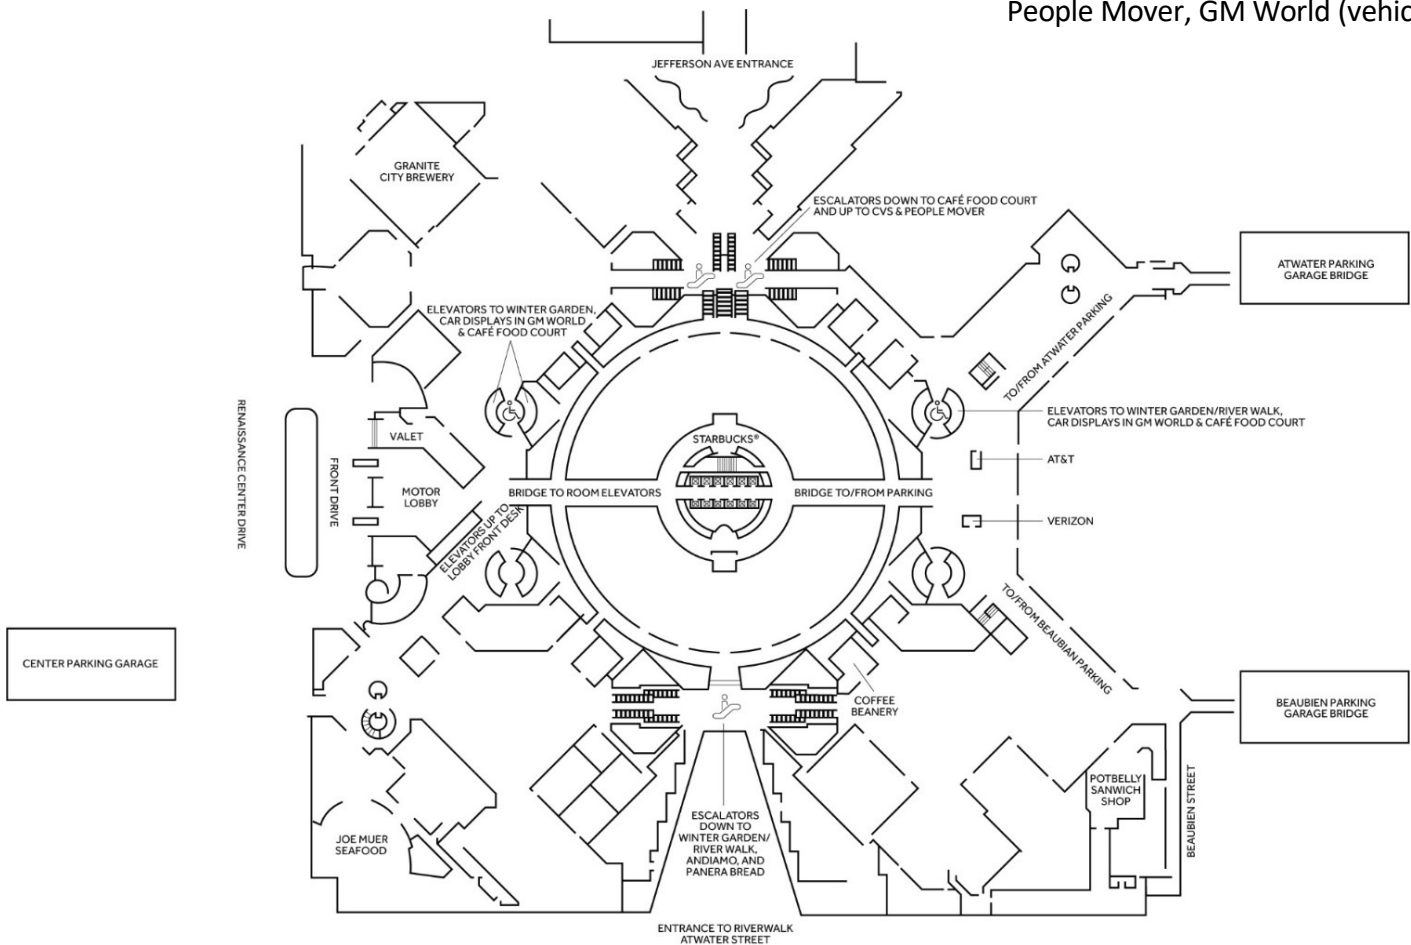 People Mover, GM World (vehic
JEFFERSON AVE ENTRANCE
GRANITE
CITY BREWERY
ESCALATORS DOWN TO CAFÉ FOOD COURT
AND UP TO CVS & PEOPLE MOVER
ATWATER PARKING
GARAGE BRIDGE
ELEVATORS TO WINTER GARDEN,
CAR DISPLAYS IN GM WORLD
& CAFÉ FOOD COURT
TO/FROM ATWATER PARKING
ELEVATORS TO WINTER GARDEN/RIVER WALK,
CAR DISPLAYS IN GM WORLD & CAFÉ FOOD COURT
RENAISSANCE CENTER DRIVE
FRONT DRIVE
VALET
STARBUCKS®
AT&T
MOTOR
LOBBY
BRIDGE TO ROOM ELEVATORS
BRIDGE TO/FROM PARKING
VERIZON
ELEVATORS UP TO
LOBBY FRONT DESK
TO/FROM BEAUBIAN PARKING
CENTER PARKING GARAGE
COFFEE
BEANERY
BEAUBIEN PARKING
GARAGE BRIDGE
POTBELLY
SANWICH
SHOP
BEAUBIEN STREET
JOE MUER
SEAFOOD
ESCALATORS
DOWN TO
WINTER GARDEN/
RIVER WALK,
ANDIAMO, AND
PANERA BREAD
ENTRANCE TO RIVERWALK
ATWATER STREET